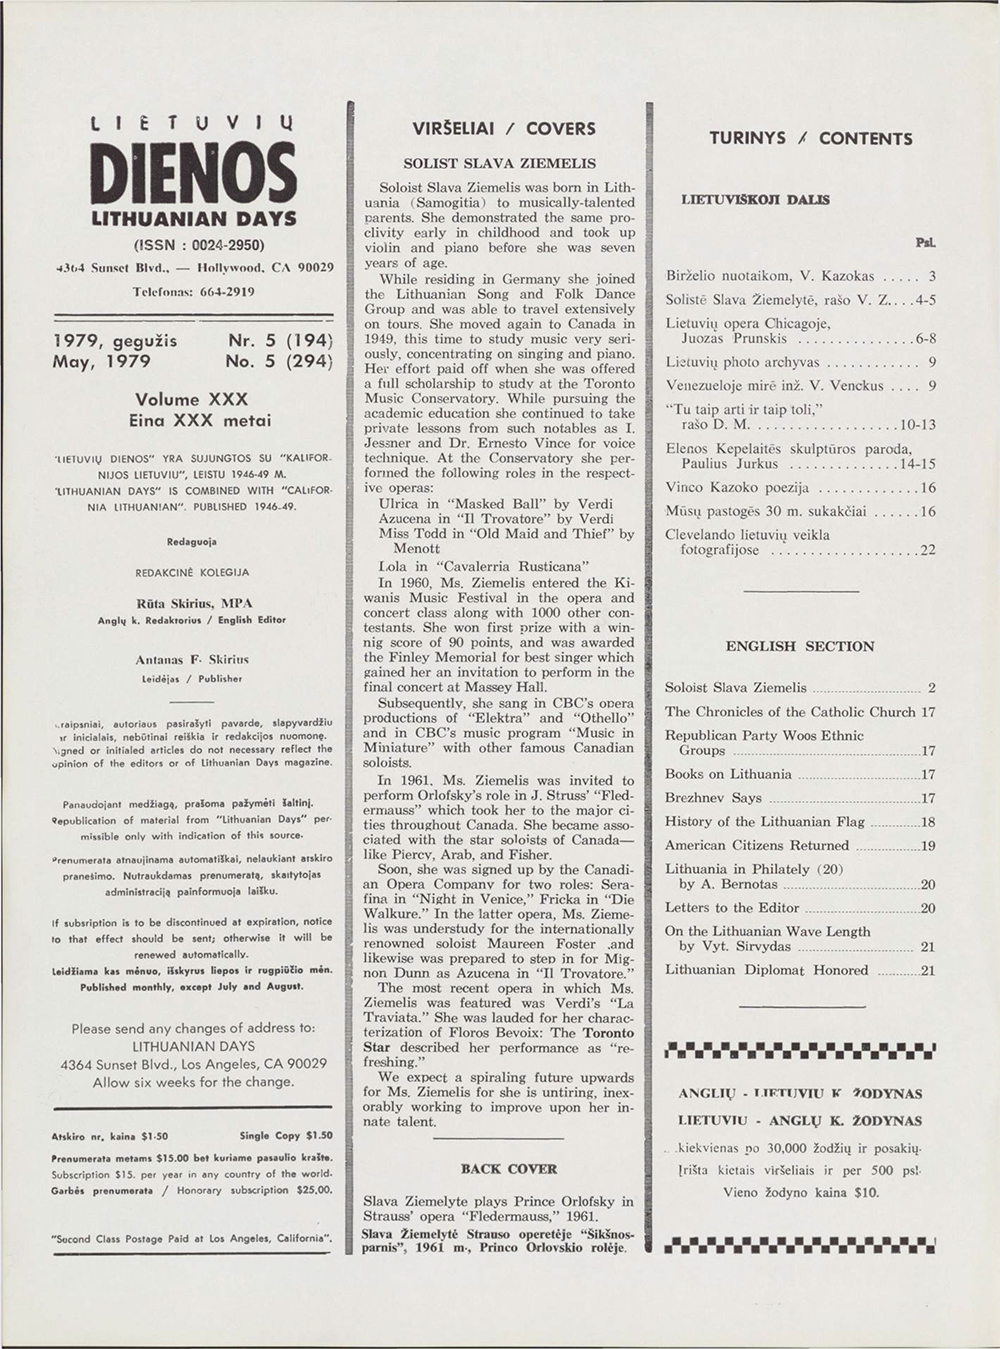 LIETUVIŲ
DIENOS
LITHUANIAN DAYS
(ISSN : 0024-2950)
4364 Sunset Blvd., — Hollywood, CA 90029
Telefonas: 664-2919
1979, gegužis Nr. 5 (194)
May, 1979 No. 5 (294)
Volume XXX
Eina XXX metai
"LIETUVIŲ DIENOS" YRA SUJUNGTOS SU "KALIFOR-
NIJOS LIETUVIU", LEISTU 1946-49 M.
"LITHUANIAN DAYS" IS COMBINED WITH "CALIFOR-
NIA LITHUANIAN". PUBLISHED 1946-49.
Redaguoja
REDAKCINĖ KOLEGIJA
Rūta Skirius, MPA
Anglų k. Redaktorius / English Editor
Antanas F. Skirius
Leidėjas / Publisher
raipsniai, autoriaus pasirašyti pavarde, slapyvardžiu
ir inicialais, nebūtinai reiškia ir redakcijos nuomonę.
igned or initialed articles do not necessary reflect the
opinion of the editors or of Lithuanian Days magazine.
Panaudojant medžiagą, prašoma pažymėti šaltinį.
Republication of material from "Lithuanian Days" per-
missible only with indication of this source.
Prenumerata atnaujinama automatiškai, nelaukiant atskiro
pranešimo. Nutraukdamas prenumeratą, skaitytojas
administraciją painformuoja laišku.
If subsription is to be discontinued at expiration, notice
to that effect should be sent; otherwise it will be
renewed automatically.
Leidžiama kas mėnuo, išskyrus liepos ir rugpiūčio mėn.
Published monthly, except July and August.
Please send any changes of address to:
LITHUANIAN DAYS
4364 Sunset Blvd., Los Angeles, CA 90029
Allow six weeks for the change.
Atskiro nr, kaina $1.50 Single Copy $1.50
Prenumerata metams $15.00 bet kuriame pasaulio krašte.
Subscription $15. per year in any country of the world.
Garbės prenumerata / Honorary subscription $25,00.
"Second Class Postage Paid at Los Angeles, California".
VIRŠELIAI / COVERS
SOLIST SLAVA ZIEMELIS
Soloist Slava Ziemelis was born in Lith-
uania (Samogitia) to musically-talented
parents. She demonstrated the same pro-
clivity early in childhood and took up
violin and piano before she was seven
years of age.
While residing in Germany she joined
the Lithuanian Song and Folk Dance
Group and was able to travel extensively
on tours. She moved again to Canada in
1949, this time to study music very seri-
ously, concentrating on singing and piano.
Her effort paid off when she was offered
a full scholarship to study at the Toronto
Music Conservatory. While pursuing the
academic education she continued to take
private lessons from such notables as I.
Jessner and Dr. Ernesto Vince for voice
technique. At the Conservatory she per-
formed the following roles in the respect-
ive operas:
Ulrica in "Masked Ball" by Verdi
Azucena in "Il Trovatore" by Verdi
Miss Todd in "Old Maid and Thief" by
Menott
Lola in "Cavalerria Rusticana"
In 1960, Ms. Ziemelis entered the Ki-
wanis Music Festival in the opera and
concert class along with 1000 other con-
testants. She won first prize with a win-
nig score of 90 points, and was awarded
the Finley Memorial for best singer which
gained her an invitation to perform in the
final concert at Massey Hall.
Subsequently, she sang in CBC's opera
productions of "Elektra" and "Othello"
and in CBC's music program "Music in
Miniature" with other famous Canadian
soloists.
In 1961, Ms. Ziemelis was invited to
perform Orlofsky's role in J. Struss' "Fled-
ermauss" which took her to the major ci-
ties throughout Canada. She became asso-
ciated with the star soloists of Canada—
like Piercy, Arab, and Fisher.
Soon, she was signed up by the Canadi-
an Opera Company for two roles: Sera-
fina in "Night in Venice," Fricka in "Die
Walkure." In the latter opera, Ms. Zieme-
lis was understudy for the internationally
renowned soloist Maureen Foster .and
likewise was prepared to step in for Mig-
non Dunn as Azucena in "Il Trovatore."
The most recent opera in which Ms.
Ziemelis was featured was Verdi's "La
Traviata." She was lauded for her charac-
terization of Floros Bevoix: The Toronto
Star described her performance as "re-
freshing."
We expect a spiraling future upwards
for Ms. Ziemelis for she is untiring, inex-
orably working to improve upon her in-
nate talent.
BACK COVER
Slava Ziemelyte plays Prince Orlofsky in
Strauss' opera "Fledermauss," 1961.
Slava Žiemelytė Strauso operetėje "Šikšnos-
parnis", 1961 m., Princo Orlovskio rolėje.
TURINYS / CONTENTS
LIETUVIŠKOJI DALIS
Psl.
Birželio nuotaikom, V. Kazokas ..... 3
Solistė Slava Žiemelytė, rašo V. Z....4-5
Lietuvių opera Chicagoje,
Juozas Prunskis ...............6-8
Lietuvių photo archyvas ............ 9
Venezueloje mirė inž. V. Venckus .... 9
"Tu taip arti ir taip toli,"
rašo D. M. ..................10-13
Elenos Kepelaitės skulptūros paroda,
Paulius Jurkus ..............14-15
Vinco Kazoko poezija .............16
Mūsų pastogės 30 m. sukakčiai ......16
Clevelando lietuvių veikla
fotografijose ...................22
ENGLISH SECTION
Soloist Slava Ziemelis ............ 2
The Chronicles of the Catholic Church 17
Republican Party Woos Ethnic
Groups ............17
Books on Lithuania ............17
Brezhnev Says ............17
History of the Lithuanian Flag ............18
American Citizens Returned ............19
Lithuania in Philately (20)
by A. Bernotas ............20
Letters to the Editor ............20
On the Lithuanian Wave Length
by Vyt. Sirvydas ............ 21
Lithuanian Diplomat Honored ............21
ANGLIŲ - LIETUVIU K ŽODYNAS
LIETUVIU - ANGLŲ K. ŽODYNAS
kiekvienas po 30,000 žodžių ir posakių.
Įrišta kietais viršeliais ir per 500 psl.
Vieno žodyno kaina $10.